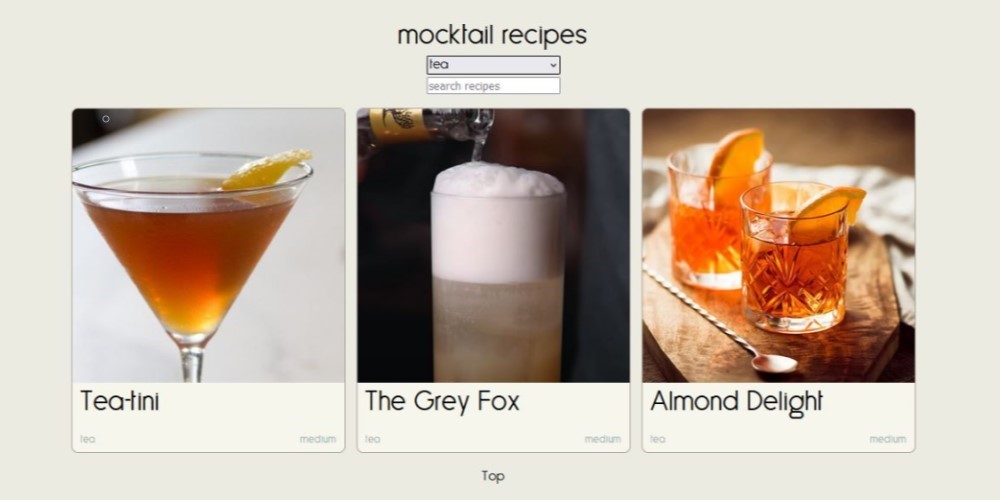 mocktail recipes
tea
search recipes
Tea-tini
tea medium
The Grey Fox
tea medium
Almond Delight
tea medium
Top